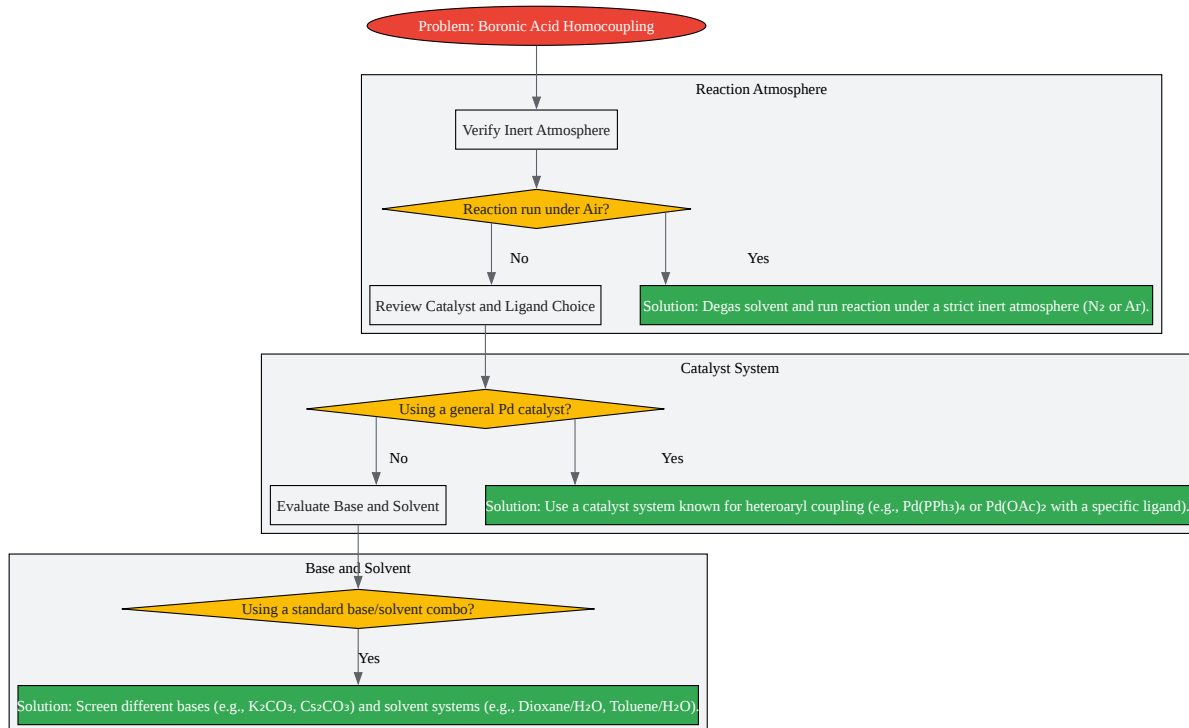 Problem: Boronic Acid Homocoupling
Reaction Atmosphere
Verify Inert Atmosphere
Reaction run under Air?
No
Yes
Review Catalyst and Ligand Choice
Solution: Degas solvent and run reaction under a strict inert atmosphere (N₂ or Ar).
Catalyst System
Using a general Pd catalyst?
No
Yes
Evaluate Base and Solvent
Solution: Use a catalyst system known for heteroaryl coupling (e.g., Pd(PPh₃)₄ or Pd(OAc)₂ with a specific ligand).
Base and Solvent
Using a standard base/solvent combo?
Yes
Solution: Screen different bases (e.g., K₂CO₃, Cs₂CO₃) and solvent systems (e.g., Dioxane/H₂O, Toluene/H₂O).